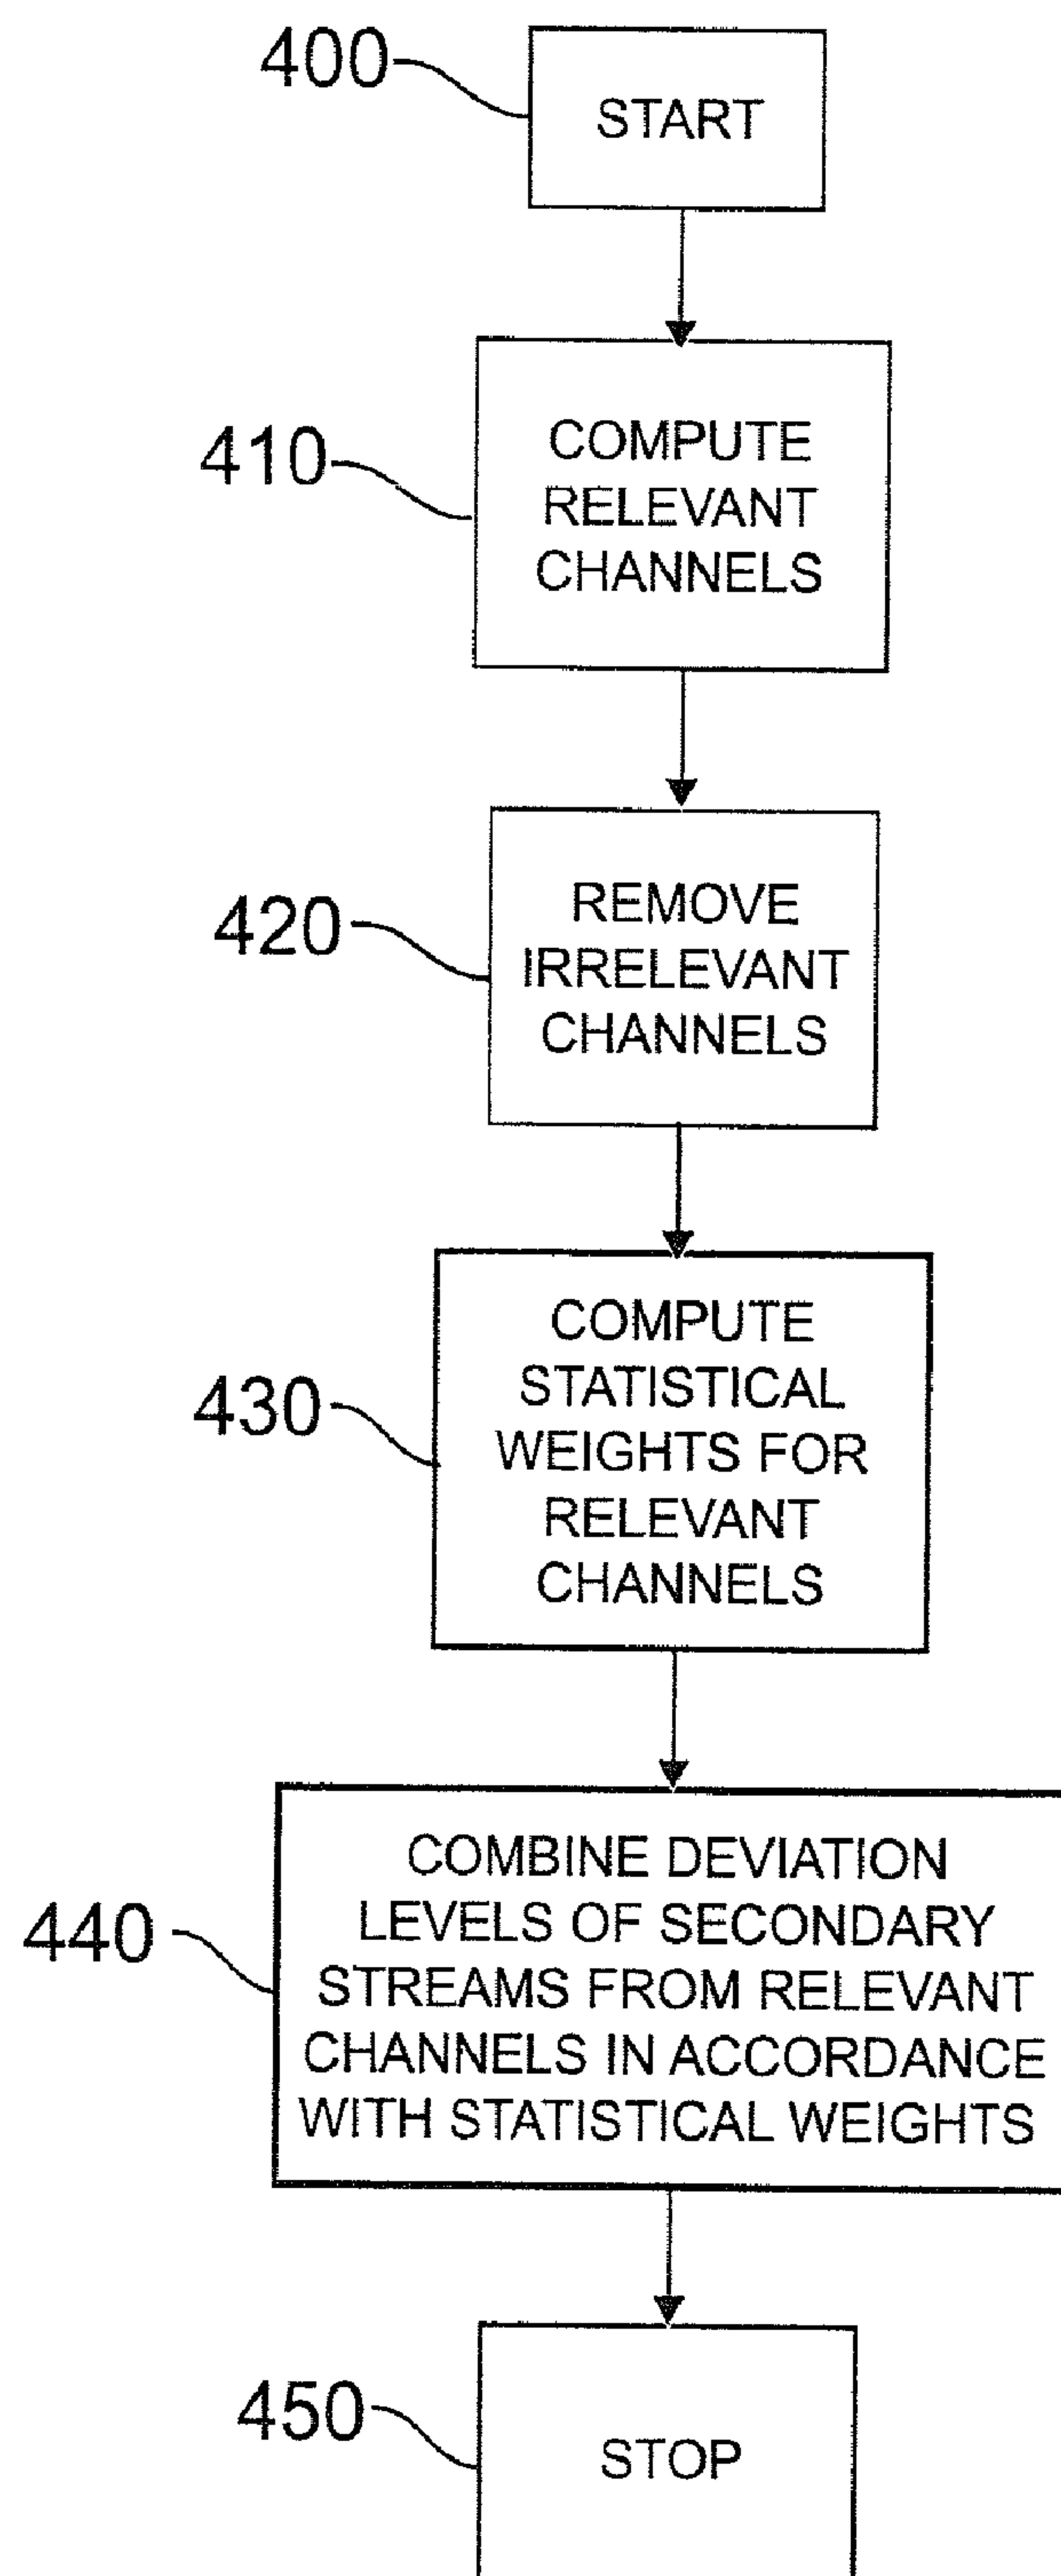 400
START
410
COMPUTE
RELEVANT
CHANNELS
420
REMOVE
IRRELEVANT
CHANNELS
430
COMPUTE
STATISTICAL
WEIGHTS FOR
RELEVANT
CHANNELS
440
COMBINE DEVIATION
LEVELS OF SECONDARY
STREAMS FROM RELEVANT
CHANNELS IN ACCORDANCE
WITH STATISTICAL WEIGHTS
450
STOP